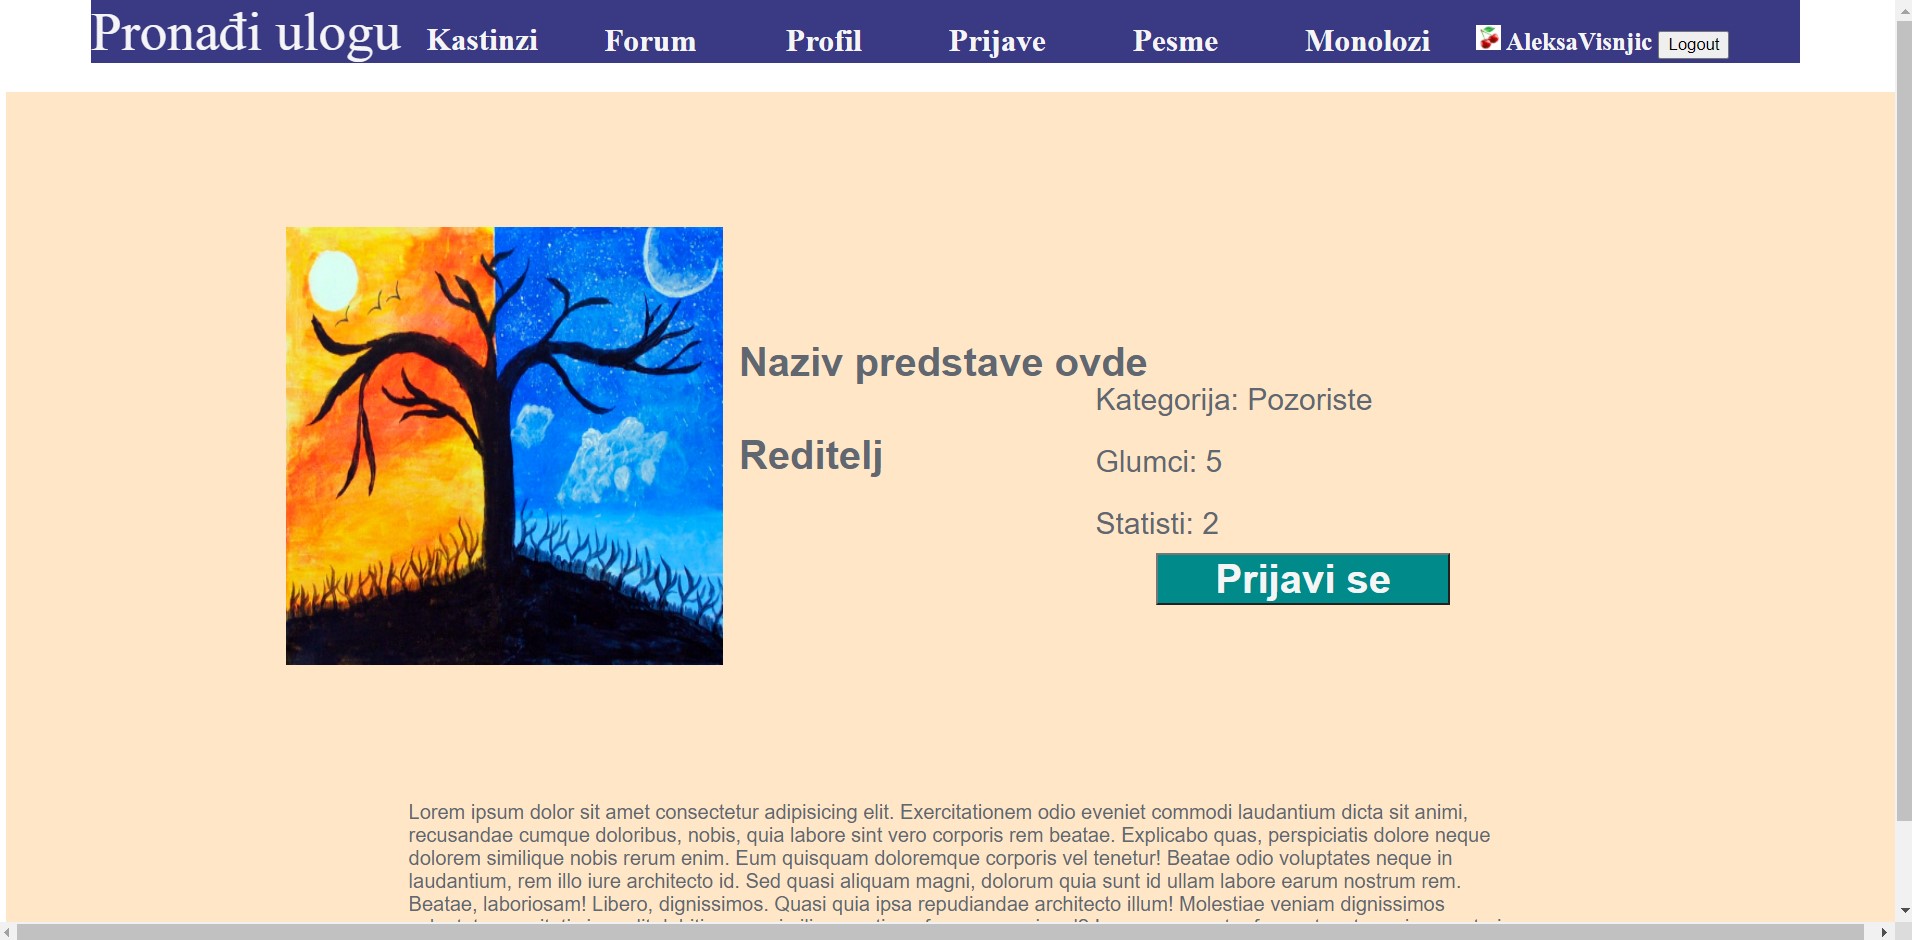 Pronađi ulogu Kastinzi Forum Profil Prijave Pesme Monolozi AleksaVisnjic Logout
Naziv predstave ovde
Kategorija: Pozoriste
Reditelj
Glumci: 5
Statisti: 2
Prijavi se
Lorem ipsum dolor sit amet consectetur adipisicing elit. Exercitationem odio eveniet commodi laudantium dicta sit animi,
recusandae cumque doloribus, nobis, quia labore sint vero corporis rem beatae. Explicabo quas, perspiciatis dolore neque
dolorem similique nobis rerum enim. Eum quisquam doloremque corporis vel tenetur! Beatae odio voluptates neque in
laudantium, rem illo iure architecto id. Sed quasi aliquam magni, dolorum quia sunt id ullam labore earum nostrum rem.
Beatae, laboriosam! Libero, dignissimos. Quasi quia ipsa repudiandae architecto illum! Molestiae veniam dignissimos